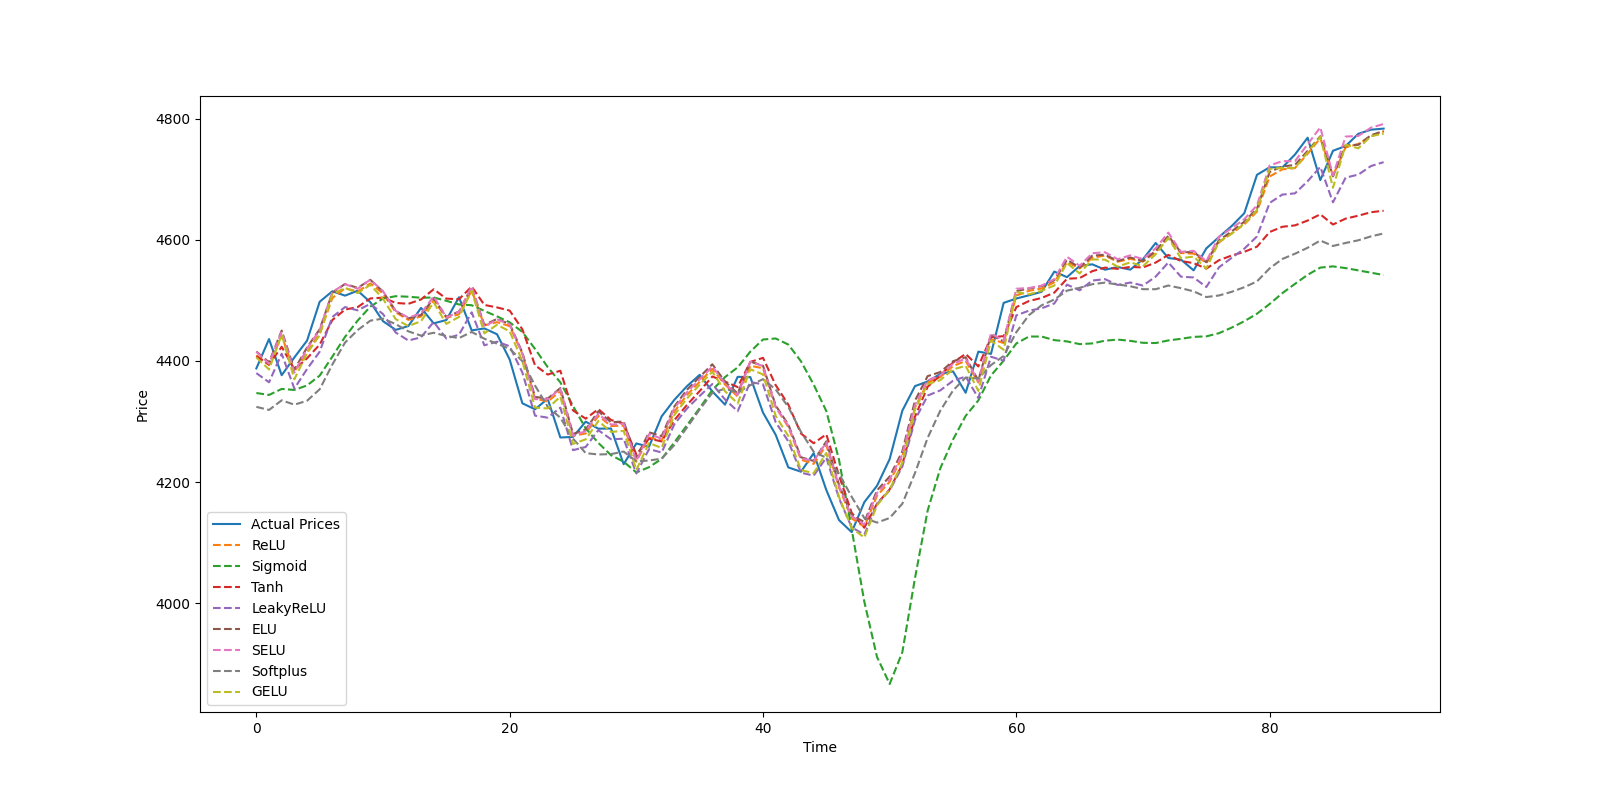 4800
4600
4400
4200
4000
Price
Actual Prices
ReLU
Sigmoid
Tanh
LeakyReLU
ELU
SELU
Softplus
GELU
0 20 40 60 80
Time